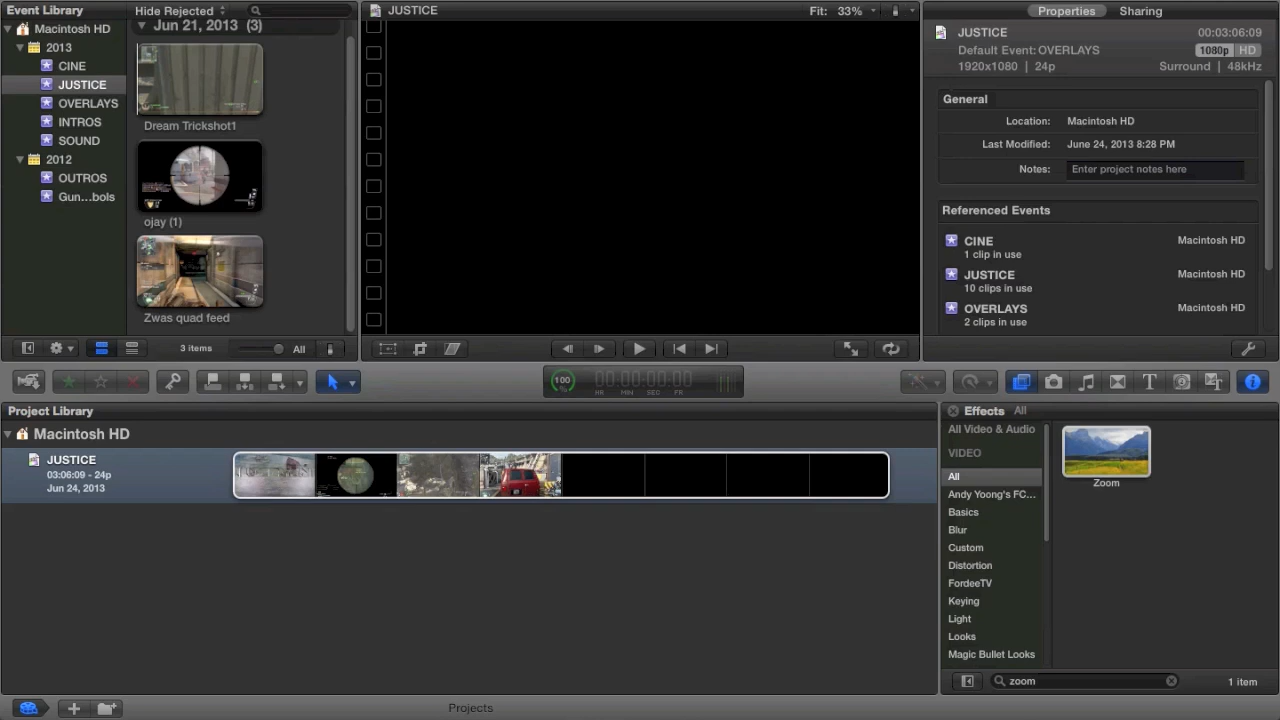 Event Library
Hide Rejected
JUSTICE
Fit: 33%
Properties
Sharing
Macintosh HD
2013
CINE
JUSTICE
OVERLAYS
INTROS
SOUND
2012
OUTROS
Gun...bols
Jun 21, 2013 (3)
Dream Trickshot1
ojay (1)
Zwas quad feed
3 items
All
JUSTICE
00:03:06:09
Default Event: OVERLAYS
1080p HD
1920x1080 | 24p
Surround | 48kHz
General
Location: Macintosh HD
Last Modified: June 24, 2013 8:28 PM
Notes: Enter project notes here
Referenced Events
CINE
Macintosh HD
1 clip in use
JUSTICE
Macintosh HD
10 clips in use
OVERLAYS
Macintosh HD
2 clips in use
100
%
00:00:00:00
HR MIN SEC FR
Project Library
Macintosh HD
JUSTICE
03:06:09 - 24p
Jun 24, 2013
Effects All
All Video & Audio
VIDEO
All
Andy Yoong's FC...
Basics
Blur
Custom
Distortion
FordeeTV
Keying
Light
Looks
Magic Bullet Looks
Zoom
zoom
1 item
Projects